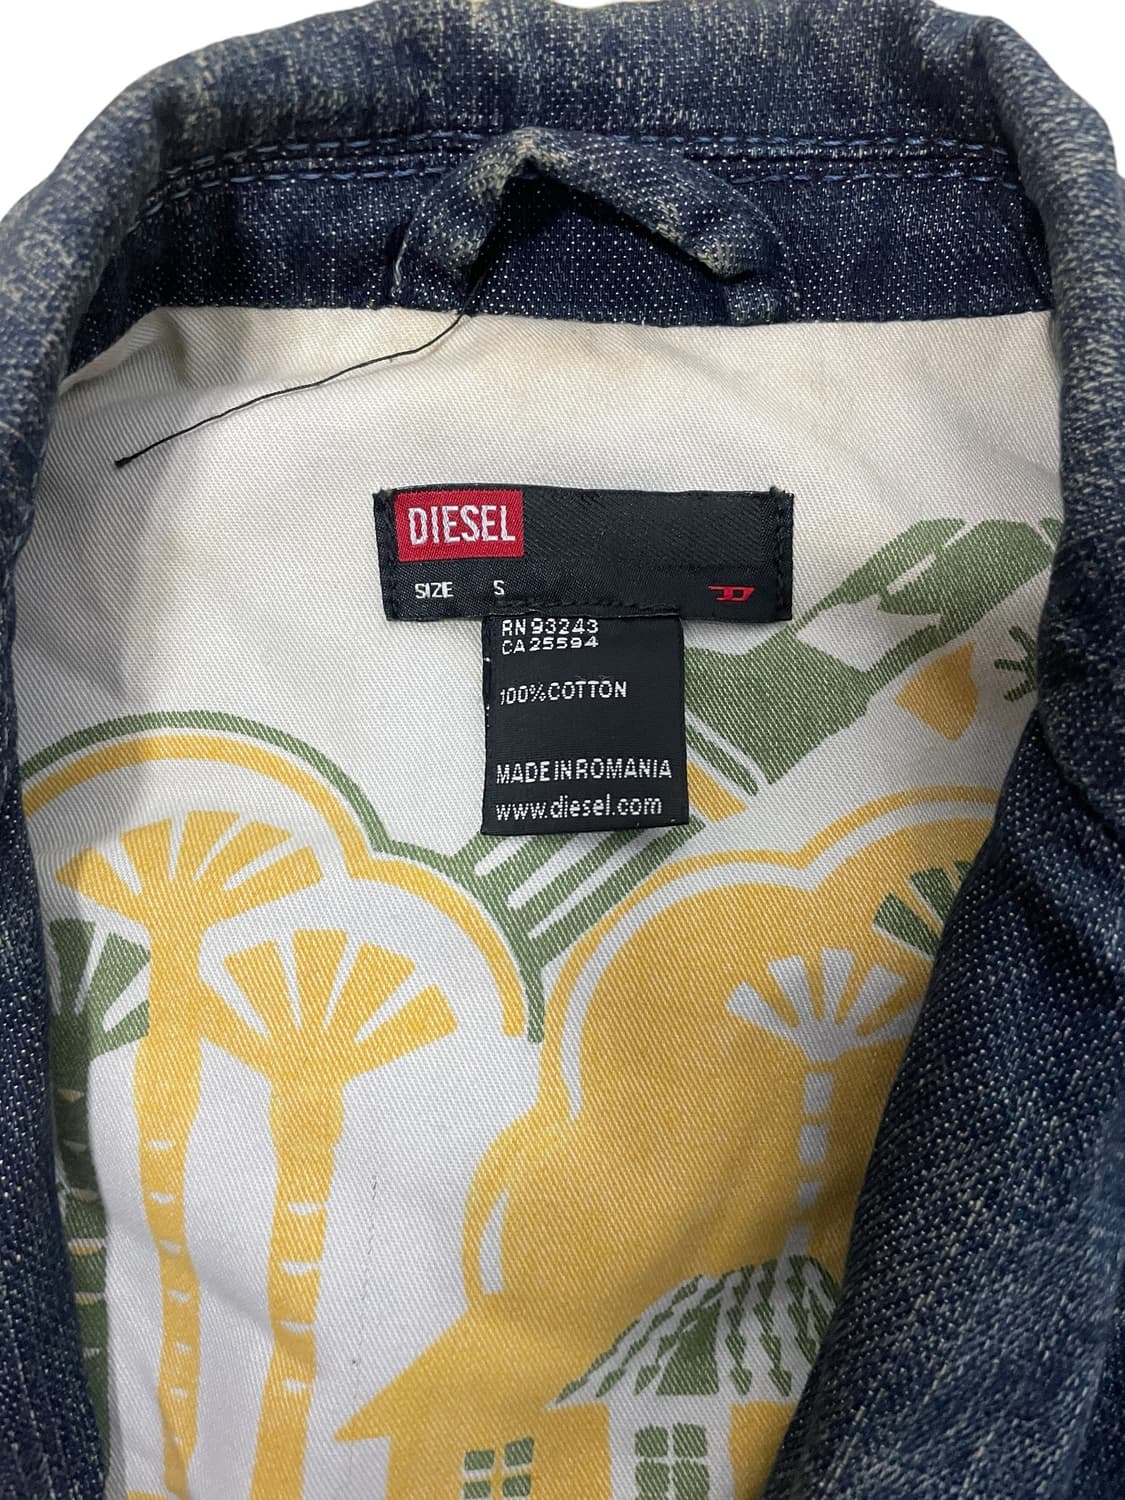 DIESEL
SIZE S
RN 93243
CA 25594
100% COTTON
MADE IN ROMANIA
www.diesel.com